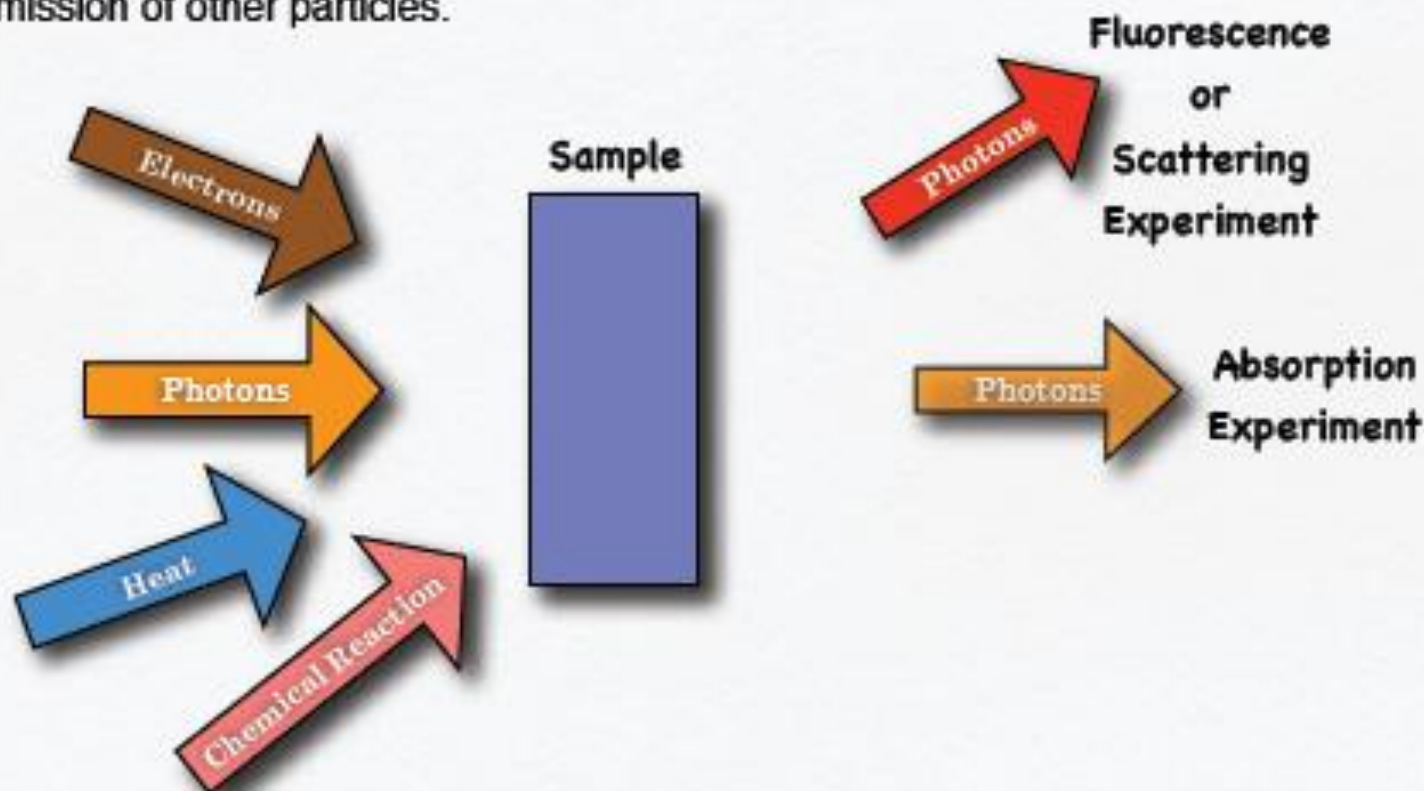 mission of other particles.
Fluorescence
or
Scattering
Experiment
Electrons
Sample
Photons
Photons
Photons
Absorption
Experiment
Heat
Chemical Reaction